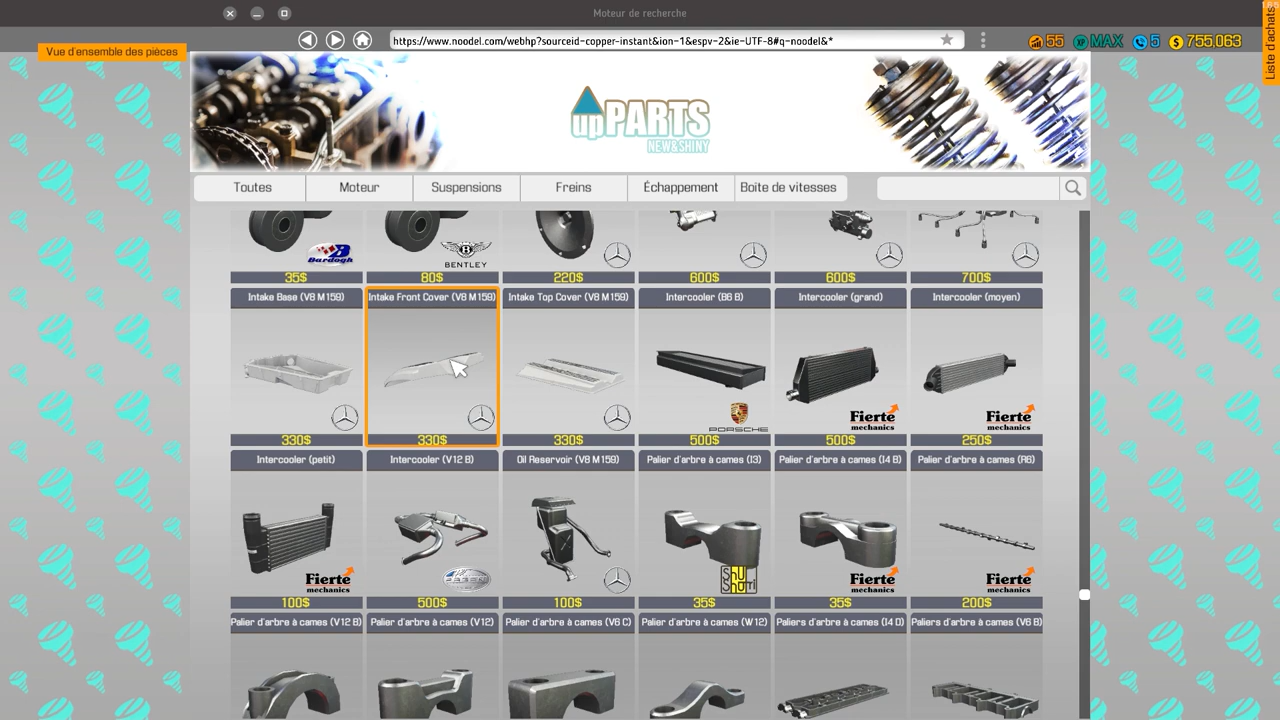 Moteur de recherche
https://www.noodel.com/webhp?sourceid-copper-instant&ion-1&espv-2&ie-UTF-8#q-noodel&*
55 XP MAX 5 $ 755,063
Liste d'achats
Vue d'ensemble des pièces
upPARTS
NEW&SHINY
Toutes Moteur Suspensions Freins Échappement Boîte de vitesses
Bardogh BENTLEY
35$ 80$ 220$ 600$ 600$ 700$
Intake Base (V8 M159) Intake Front Cover (V8 M159) Intake Top Cover (V8 M159) Intercooler (B6 B) Intercooler (grand) Intercooler (moyen)
PORSCHE Fierte mechanics Fierte mechanics
330$ 330$ 330$ 500$ 500$ 250$
Intercooler (petit) Intercooler (V12 B) Oil Reservoir (V8 M159) Palier d'arbre à cames (I3) Palier d'arbre à cames (I4 B) Palier d'arbre à cames (R6)
Fierte mechanics Fierte mechanics Fierte mechanics
100$ 500$ 100$ 35$ 35$ 200$
Palier d'arbre à cames (V12 B) Palier d'arbre à cames (V12) Palier d'arbre à cames (V6 C) Palier d'arbre à cames (W12) Paliers d'arbre à cames (I4 D) Paliers d'arbre à cames (V6 B)